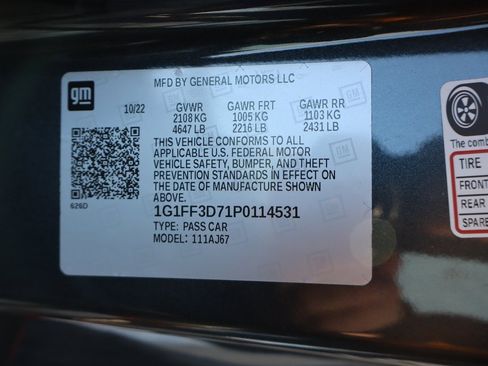 gm
MFD BY GENERAL MOTORS LLC
10/22 GVWR GAWR FRT GAWR RR
2108 KG 1005 KG 1103 KG
4647 LB 2216 LB 2431 LB
THIS VEHICLE CONFORMS TO ALL
APPLICABLE U.S. FEDERAL MOTOR
VEHICLE SAFETY, BUMPER, AND THEFT
PREVENTION STANDARDS IN EFFECT ON
THE DATE OF MANUFACTURE SHOWN
ABOVE.
626D
1G1FF3D71P0114531
TYPE: PASS CAR
MODEL: 111AJ67
The combine
TIRE
FRONT
REAR
SPARE